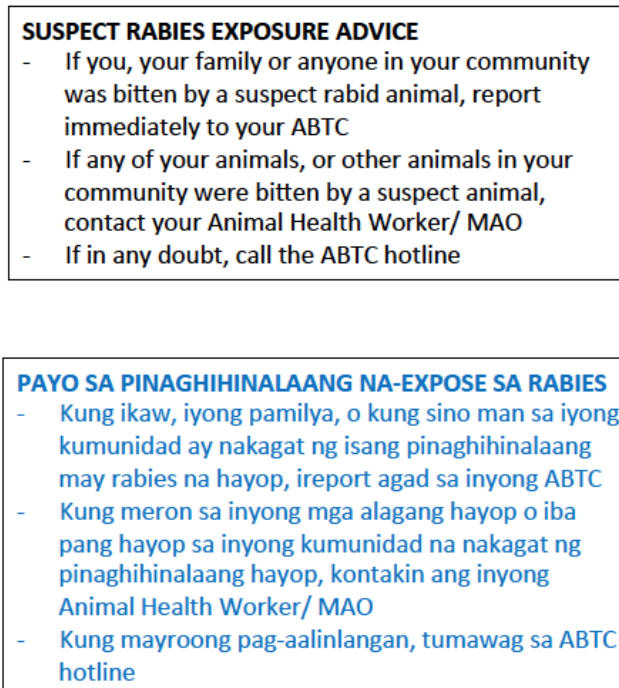 SUSPECT RABIES EXPOSURE ADVICE
- If you, your family or anyone in your community
was bitten by a suspect rabid animal, report
immediately to your ABTC
- If any of your animals, or other animals in your
community were bitten by a suspect animal,
contact your Animal Health Worker/ MAO
- If in any doubt, call the ABTC hotline
PAYO SA PINAGHIHINALAANG NA-EXPOSE SA RABIES
- Kung ikaw, iyong pamilya, o kung sino man sa iyong
kumunidad ay nakagat ng isang pinaghihinalaang
may rabies na hayop, ireport agad sa inyong ABTC
- Kung meron sa inyong mga alagang hayop o iba
pang hayop sa inyong kumunidad na nakagat ng
pinaghihinalaang hayop, kontakin ang inyong
Animal Health Worker/ MAO
- Kung mayroong pag-aalinlangan, tumawag sa ABTC
hotline